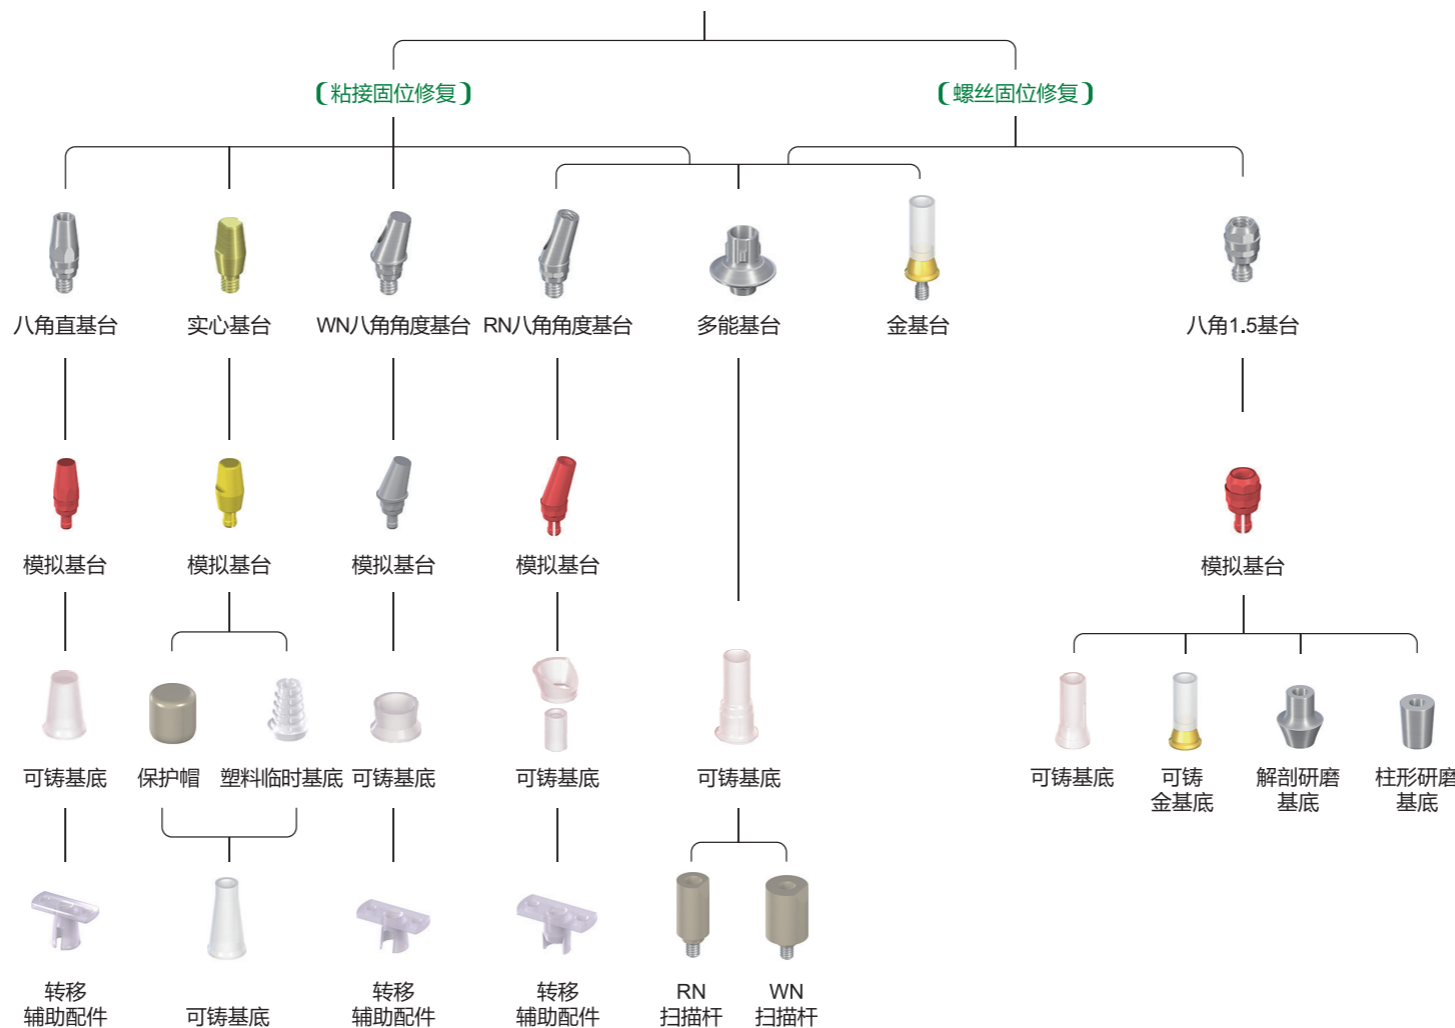 粘接固位修复
螺丝固位修复
八角直基台
实心基台
WN八角角度基台
RN八角角度基台
多能基台
金基台
八角1.5基台
模拟基台
模拟基台
模拟基台
模拟基台
模拟基台
可铸基底
保护帽
塑料临时基底
可铸基底
可铸基底
可铸基底
可铸基底
可铸
金基底
解剖研磨
基底
柱形研磨
基底
转移
辅助配件
可铸基底
转移
辅助配件
转移
辅助配件
RN
扫描杆
WN
扫描杆